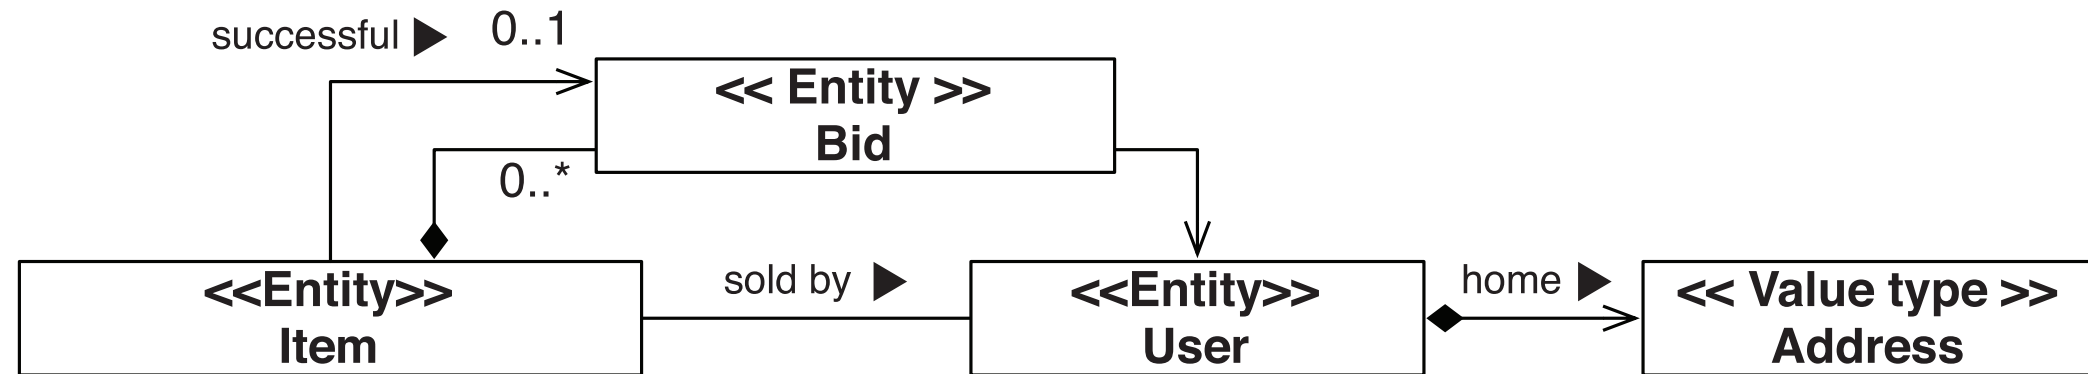 successful ▶ 0..1
<< Entity >>
Bid
0..*
<<Entity>>
Item
sold by ▶
<<Entity>>
User
home ▶
<< Value type >>
Address